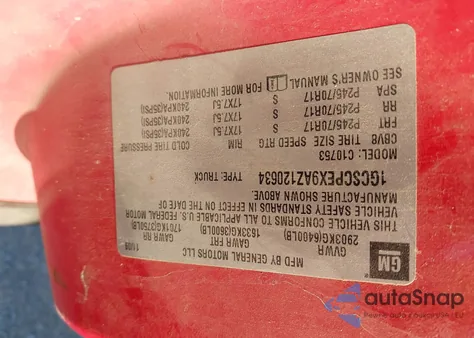 GM
MFD BY GENERAL MOTORS LLC
11/09
GVWR GAWR FRT GAWR RR
2903KG(6400LB) 1633KG(3600LB) 1701KG(3750LB)
THIS VEHICLE CONFORMS TO ALL APPLICABLE U.S. FEDERAL MOTOR
VEHICLE SAFETY STANDARDS IN EFFECT ON THE DATE OF
MANUFACTURE SHOWN ABOVE.
1GCSCPEX9AZ120634 TYPE: TRUCK
MODEL: C10753
C6VE TIRE SIZE SPEED RTG RIM COLD TIRE PRESSURE
FRT P245/70R17 S 17X7.5J 240KPA(35PSI)
RR P245/70R17 S 17X7.5J 240KPA(35PSI)
SPA P245/70R17 S 17X7.5J 240KPA(35PSI)
SEE OWNER'S MANUAL FOR MORE INFORMATION.
autoSnap